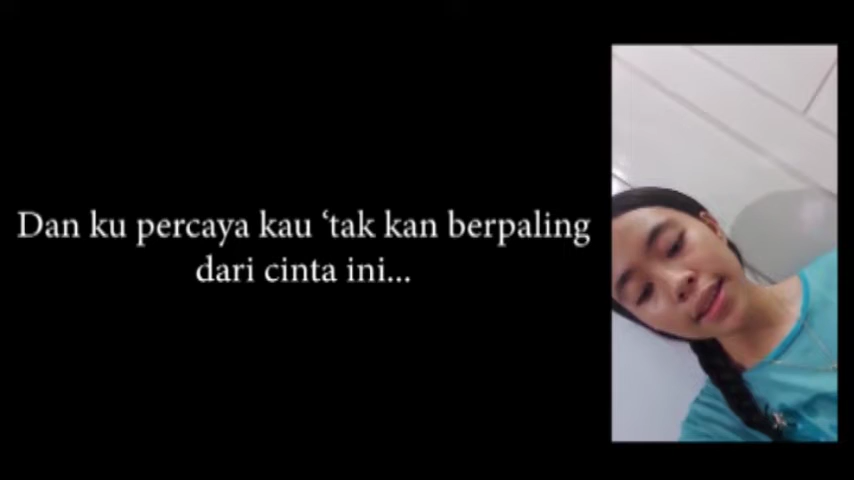 Dan ku percaya kau ‘tak kan berpaling
dari cinta ini...